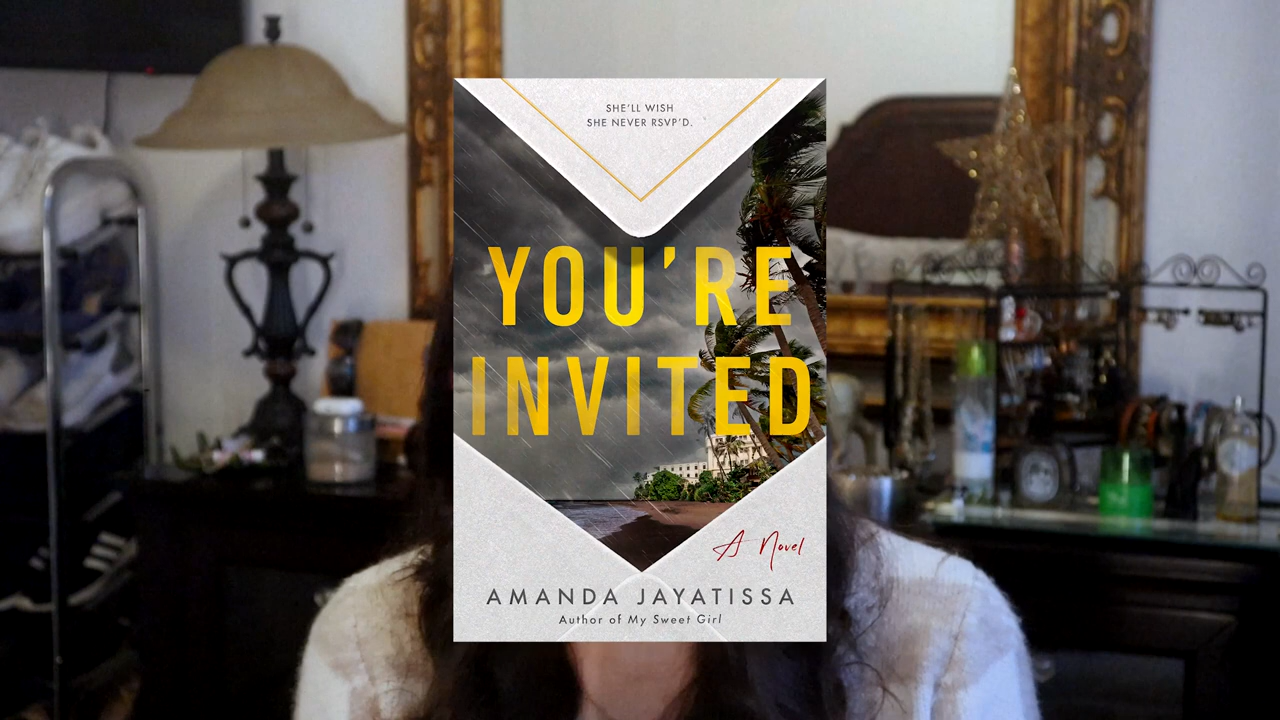 SHE'LL WISH
SHE NEVER RSVP'D.
YOU'RE
INVITED
A Novel
AMANDA JAYATISSA
Author of My Sweet Girl